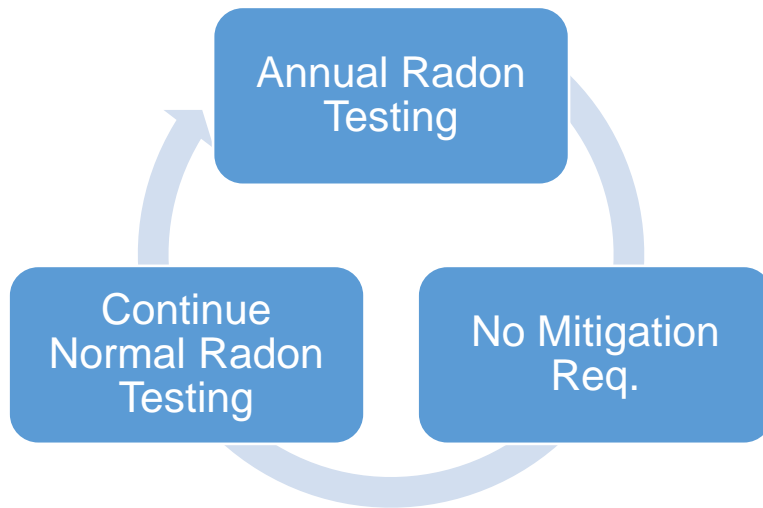 Annual Radon
Testing
No Mitigation
Req.
Continue
Normal Radon
Testing